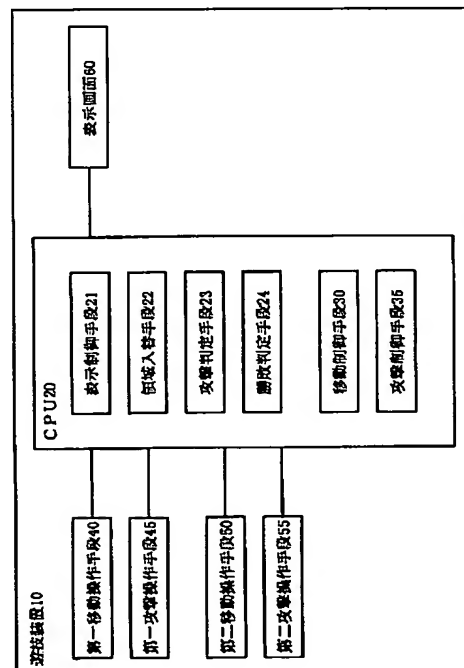 遊技装置10
CPU20
表示制御手段21
領域入替手段22
攻撃判定手段23
勝敗判定手段24
移動制御手段30
攻撃制御手段35
第一移動操作手段40
第一攻撃操作手段45
第二移動操作手段50
第二攻撃操作手段55
表示画面60